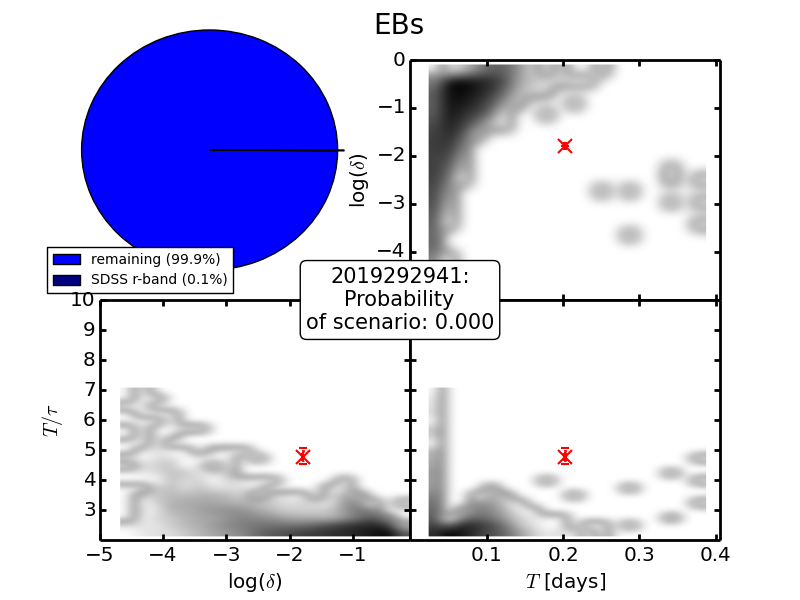 EBs
remaining (99.9%)
SDSS r-band (0.1%)
0
−1
−2
−3
−4
log(δ)
2019292941:
Probability
of scenario: 0.000
10
9
8
7
6
5
4
3
T/τ
−5
−4
−3
−2
−1
log(δ)
0.1
0.2
0.3
0.4
T [days]